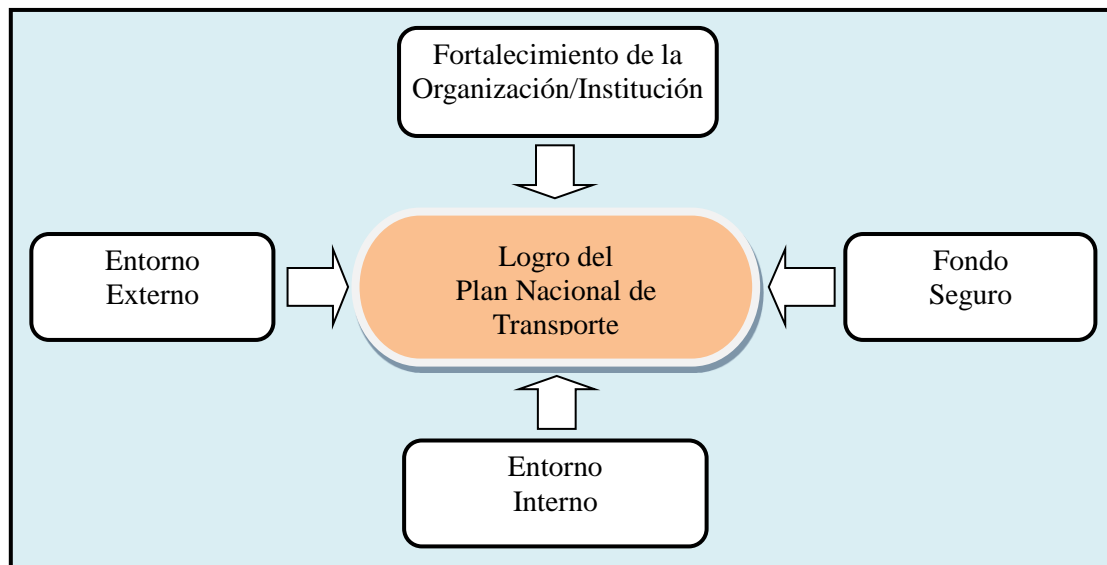 Fortalecimiento de la
Organización/Institución
Entorno
Externo
Logro del
Plan Nacional de
Transporte
Fondo
Seguro
Entorno
Interno